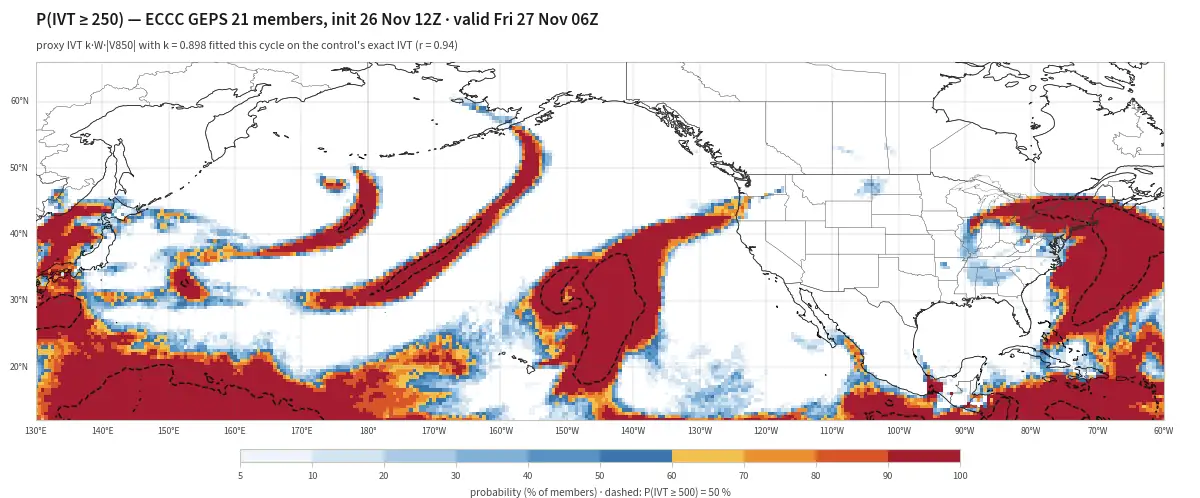 P(IVT ≥ 250) — ECCC GEPS 21 members, init 26 Nov 12Z · valid Fri 27 Nov 06Z
proxy IVT k·W·|V850| with k = 0.898 fitted this cycle on the control's exact IVT (r = 0.94)
60°N
50°N
40°N
30°N
20°N
130°E 140°E 150°E 160°E 170°E 180° 170°W 160°W 150°W 140°W 130°W 120°W 110°W 100°W 90°W 80°W 70°W 60°W
5 10 20 30 40 50 60 70 80 90 100
probability (% of members) · dashed: P(IVT ≥ 500) = 50 %